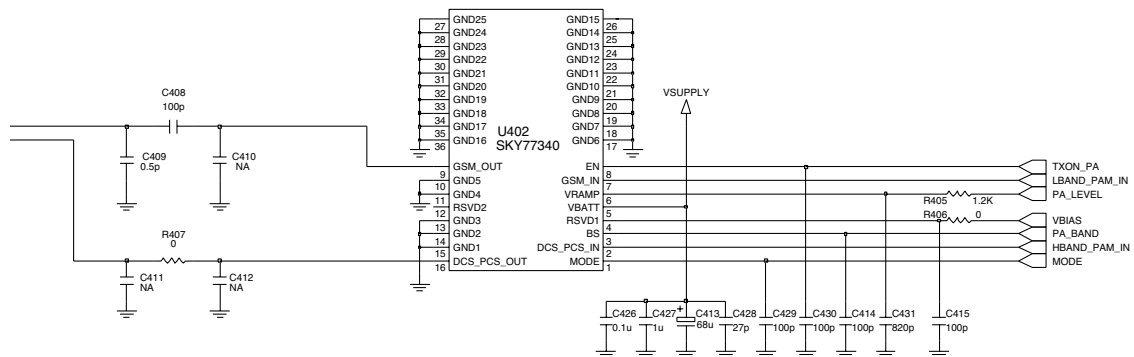 GND25
27
GND24
28
GND23
29
GND22
30
GND21
31
GND20
32
GND19
33
GND18
34
GND17
35
GND16
36
GSM_OUT
9
GND5
10
GND4
11
RSVD2
12
GND3
13
GND2
14
GND1
15
DCS_PCS_OUT
16
U402
SKY77340
GND15
26
GND14
25
GND13
24
GND12
23
GND11
22
GND10
21
GND9
20
GND8
19
GND7
18
GND6
17
EN
8
GSM_IN
7
VRAMP
6
VBATT
5
RSVD1
4
BS
3
DCS_PCS_IN
2
MODE
1
C408
100p
C409
0.5p
C410
NA
R407
0
C411
NA
C412
NA
VSUPPLY
TXON_PA
LBAND_PAM_IN
PA_LEVEL
R405 1.2K
R406 0
VBIAS
PA_BAND
HBAND_PAM_IN
MODE
C426
0.1u
C427
1u
+
C413
68u
C428
27p
C429
100p
C430
100p
C414
100p
C431
820p
C415
100p